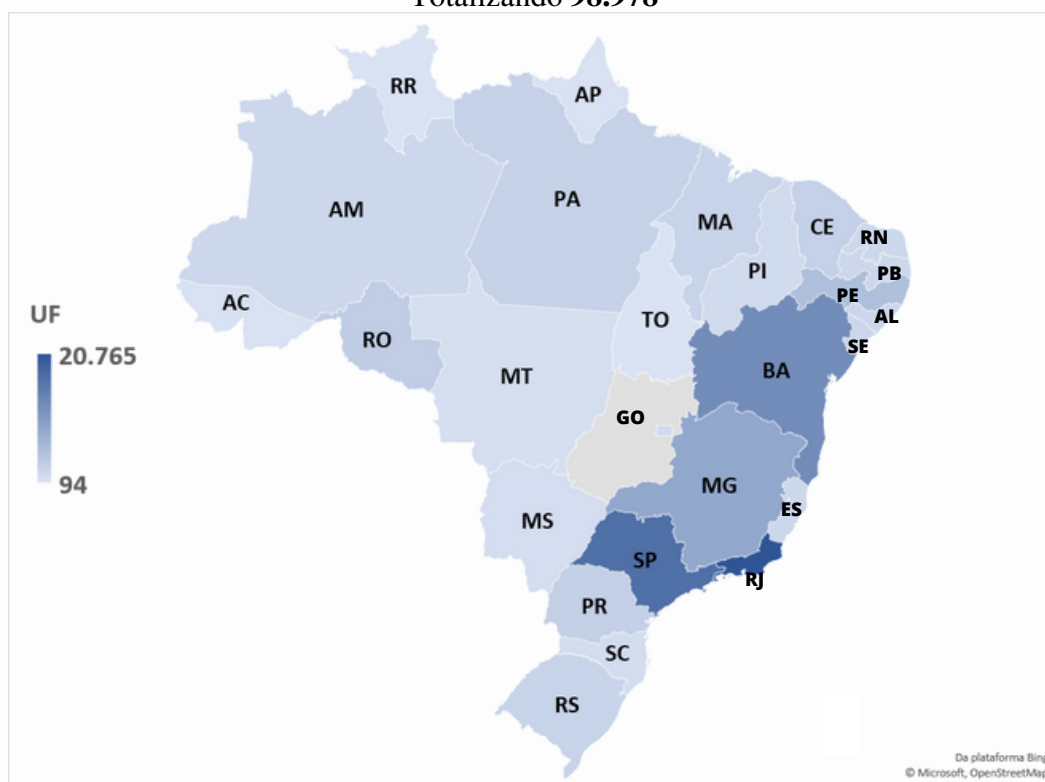 Totalizando 98.978
RR
AP
AM
PA
MA
CE
RN
PI
PB
PE
AC
AL
TO
RO
SE
BA
MT
GO
MG
ES
MS
SP
RJ
PR
SC
RS
UF
20.765
94
Da plataforma Bing
© Microsoft, OpenStreetMap